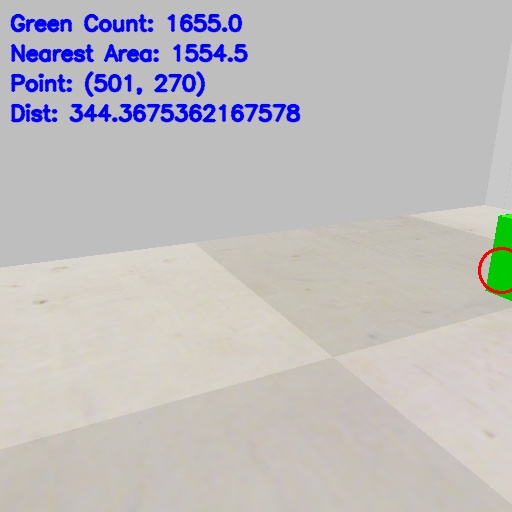 Green Count: 1655.0
Nearest Area: 1554.5
Point: (501, 270)
Dist: 344.3675362167578